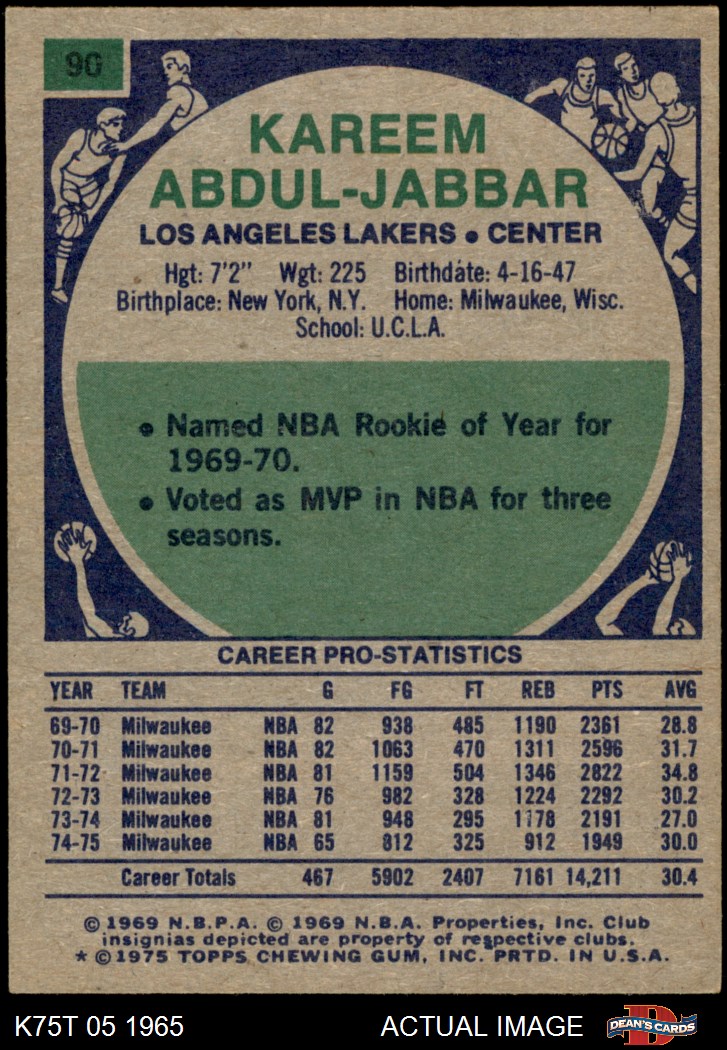 90
KAREEM
ABDUL-JABBAR
LOS ANGELES LAKERS • CENTER
Hgt: 7'2" Wgt: 225 Birthdate: 4-16-47
Birthplace: New York, N.Y. Home: Milwaukee, Wisc.
School: U.C.L.A.
• Named NBA Rookie of Year for
1969-70.
• Voted as MVP in NBA for three
seasons.
CAREER PRO-STATISTICS
YEAR TEAM G FG FT REB PTS AVG
69-70 Milwaukee NBA 82 938 485 1190 2361 28.8
70-71 Milwaukee NBA 82 1063 470 1311 2596 31.7
71-72 Milwaukee NBA 81 1159 504 1346 2822 34.8
72-73 Milwaukee NBA 76 982 328 1224 2292 30.2
73-74 Milwaukee NBA 81 948 295 1178 2191 27.0
74-75 Milwaukee NBA 65 812 325 912 1949 30.0
Career Totals 467 5902 2407 7161 14,211 30.4
© 1969 N.B.P.A. © 1969 N.B.A. Properties, Inc. Club
insignias depicted are property of respective clubs.
* © 1975 TOPPS CHEWING GUM, INC. PRTD. IN U.S.A.
K75T 05 1965 ACTUAL IMAGE D DEAN'S CARDS